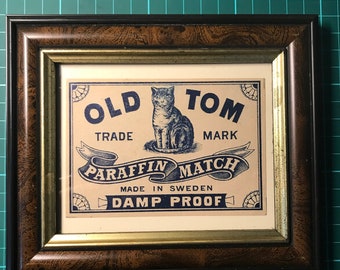 OLD TOM
TRADE MARK
PARAFFIN MATCH
MADE IN SWEDEN
DAMP PROOF